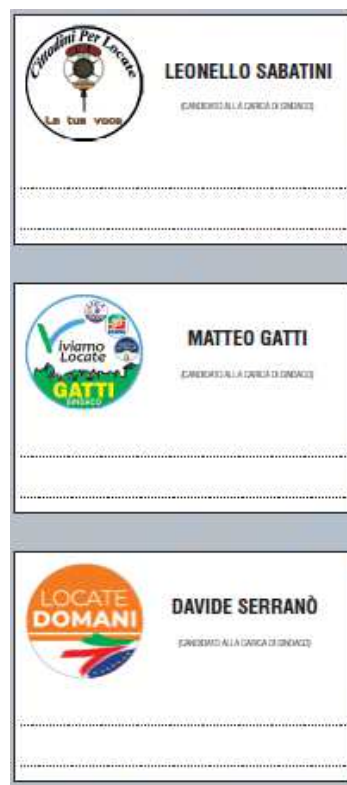 Cittadini Per Locate
La tua voce
LEONELLO SABATINI
(CANDIDATO ALLA CARICA DI SINDACO)
Viviamo
Locate
GATTI
SINDACO
MATTEO GATTI
(CANDIDATO ALLA CARICA DI SINDACO)
LOCATE
DOMANI
DAVIDE SERRANÒ
(CANDIDATO ALLA CARICA DI SINDACO)